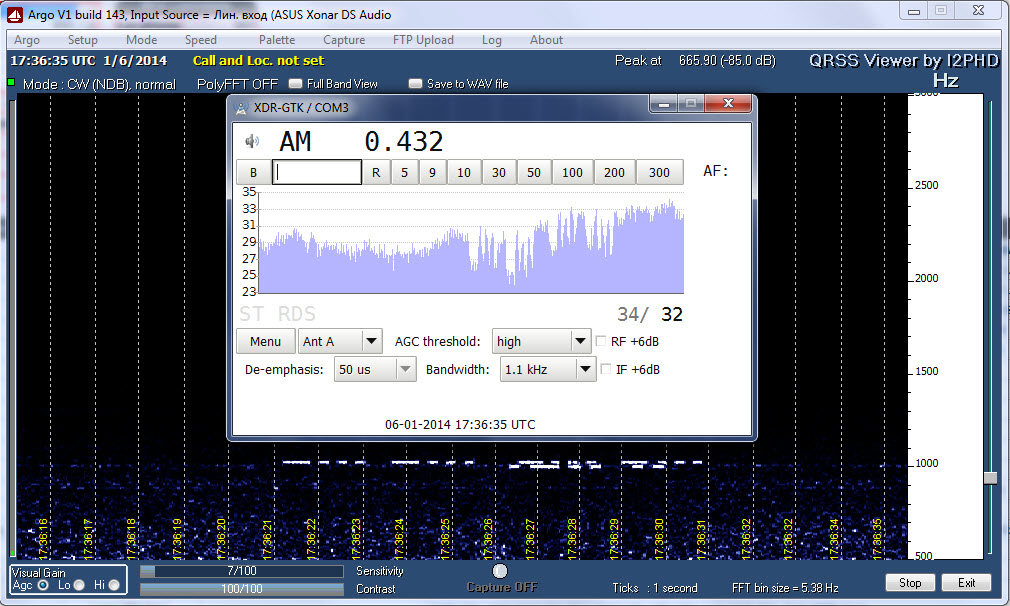 Argo V1 build 143, Input Source = Лин. вход (ASUS Xonar DS Audio
Argo Setup Mode Speed Palette Capture FTP Upload Log About
17:36:35 UTC 1/6/2014 Call and Loc. not set Peak at 665.90 (-85.0 dB) QRSS Viewer by I2PHD
Mode : CW (NDB), normal PolyFFT OFF Full Band View Save to WAV file Hz
XDR-GTK / COM3
AM 0.432
B R 5 9 10 30 50 100 200 300 AF:
35
33
31
29
27
25
23
ST RDS 34/ 32
Menu Ant A AGC threshold: high RF +6dB
De-emphasis: 50 us Bandwidth: 1.1 kHz IF +6dB
06-01-2014 17:36:35 UTC
3000
2500
2000
1500
1000
500
17:36:16 17:36:17 17:36:18 17:36:19 17:36:20 17:36:21 17:36:22 17:36:23 17:36:24 17:36:25 17:36:26 17:36:27 17:36:28 17:36:29 17:36:30 17:36:31 17:36:32 17:36:32 17:36:34 17:36:35
Visual Gain
Agc Lo Hi
7/100 Sensitivity
100/100 Contrast
Capture OFF
Ticks : 1 second FFT bin size = 5.38 Hz
Stop Exit